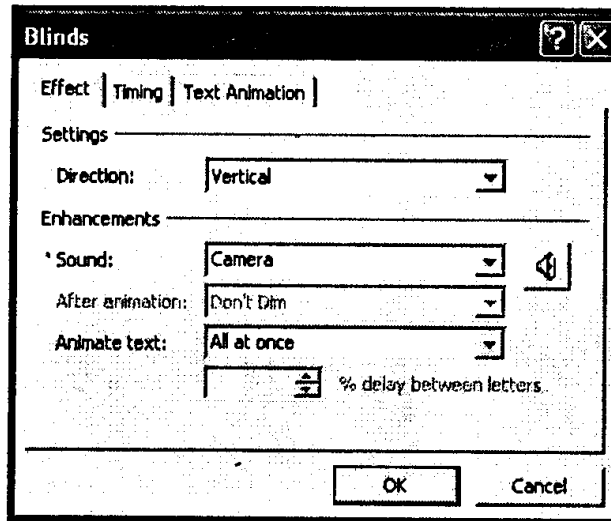 Blinds
Effect Timing Text Animation
Settings
Direction: Vertical
Enhancements
Sound: Camera
After animation: Don't Dim
Animate text: All at once
% delay between letters
OK Cancel